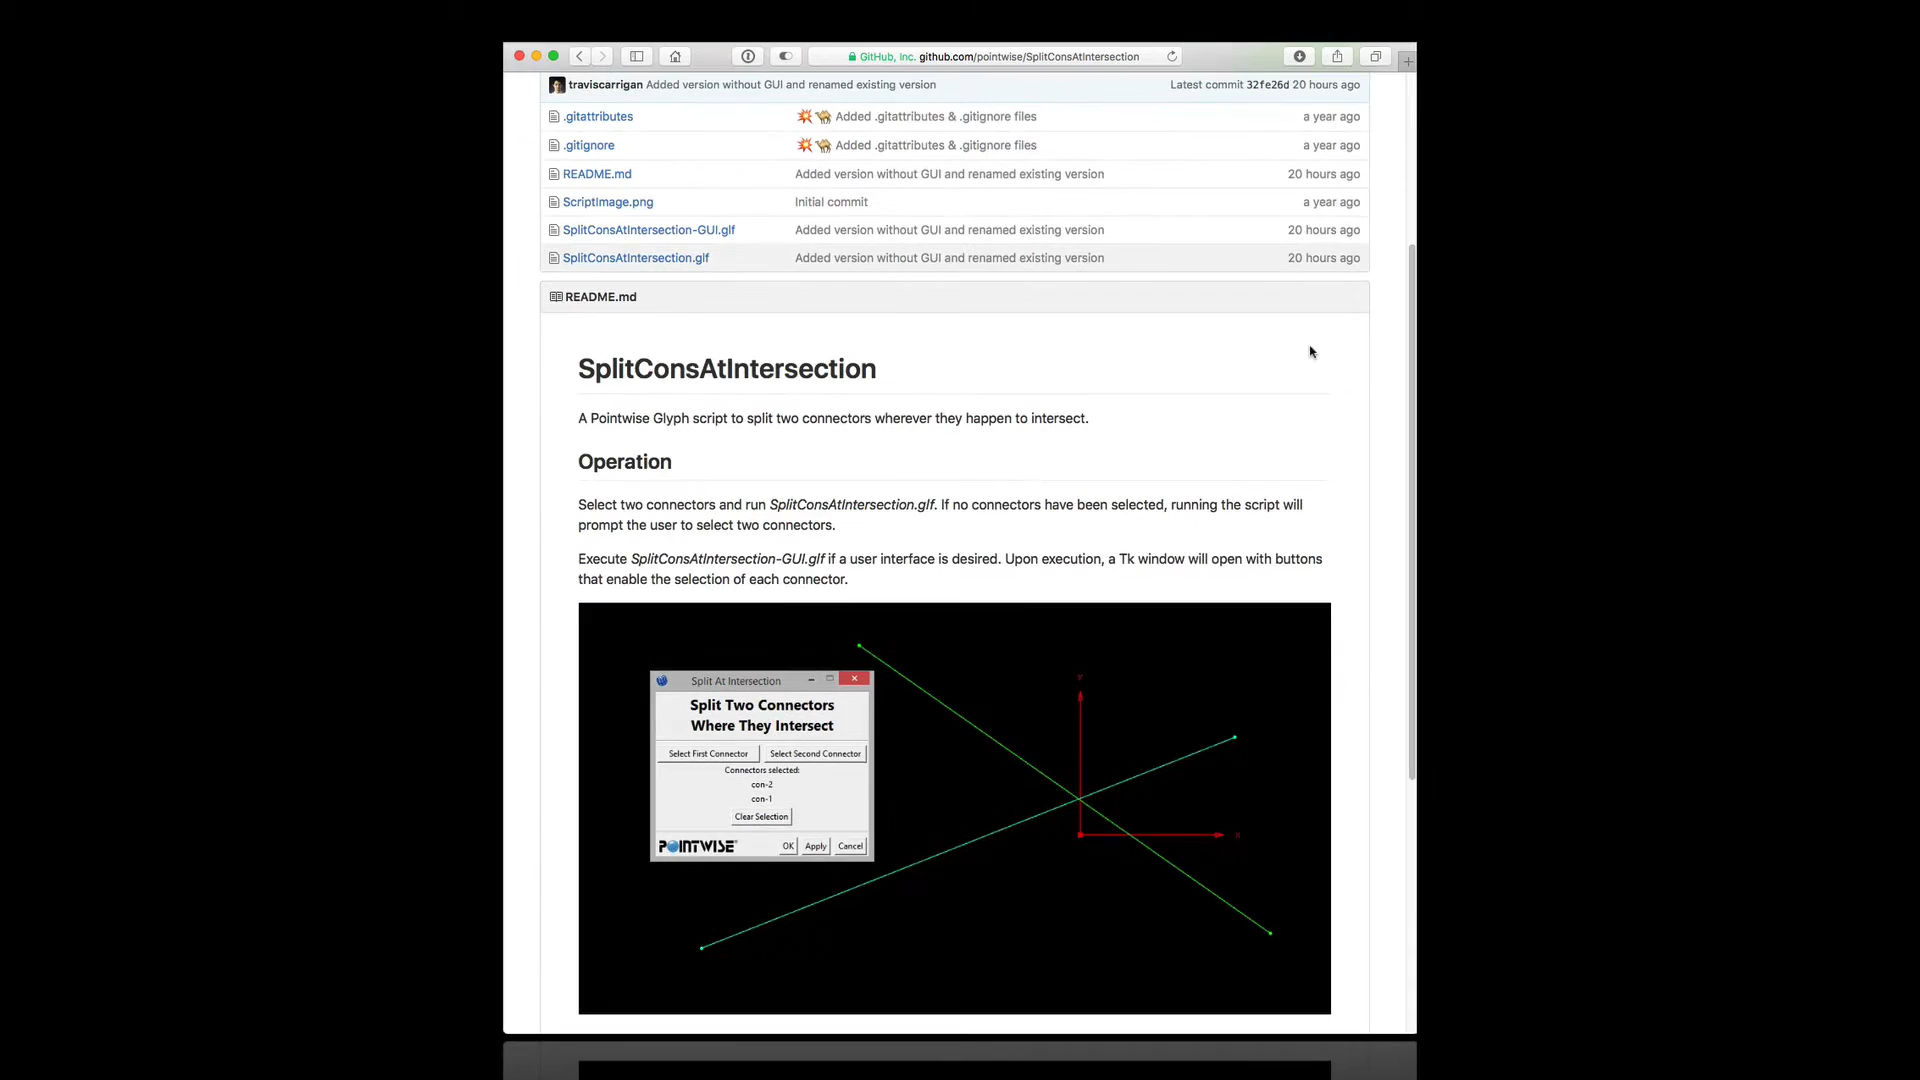 GitHub, Inc. github.com/pointwise/SplitConsAtIntersection
traviscarrigan Added version without GUI and renamed existing version Latest commit 32fe26d 20 hours ago
.gitattributes Added .gitattributes & .gitignore files a year ago
.gitignore Added .gitattributes & .gitignore files a year ago
README.md Added version without GUI and renamed existing version 20 hours ago
ScriptImage.png Initial commit a year ago
SplitConsAtIntersection-GUI.glf Added version without GUI and renamed existing version 20 hours ago
SplitConsAtIntersection.glf Added version without GUI and renamed existing version 20 hours ago
README.md
SplitConsAtIntersection
A Pointwise Glyph script to split two connectors wherever they happen to intersect.
Operation
Select two connectors and run SplitConsAtIntersection.glf. If no connectors have been selected, running the script will
prompt the user to select two connectors.
Execute SplitConsAtIntersection-GUI.glf if a user interface is desired. Upon execution, a Tk window will open with buttons
that enable the selection of each connector.
Split At Intersection
Split Two Connectors
Where They Intersect
Select First Connector Select Second Connector
Connectors selected:
con-2
con-1
Clear Selection
POINTWISE OK Apply Cancel
Y
X